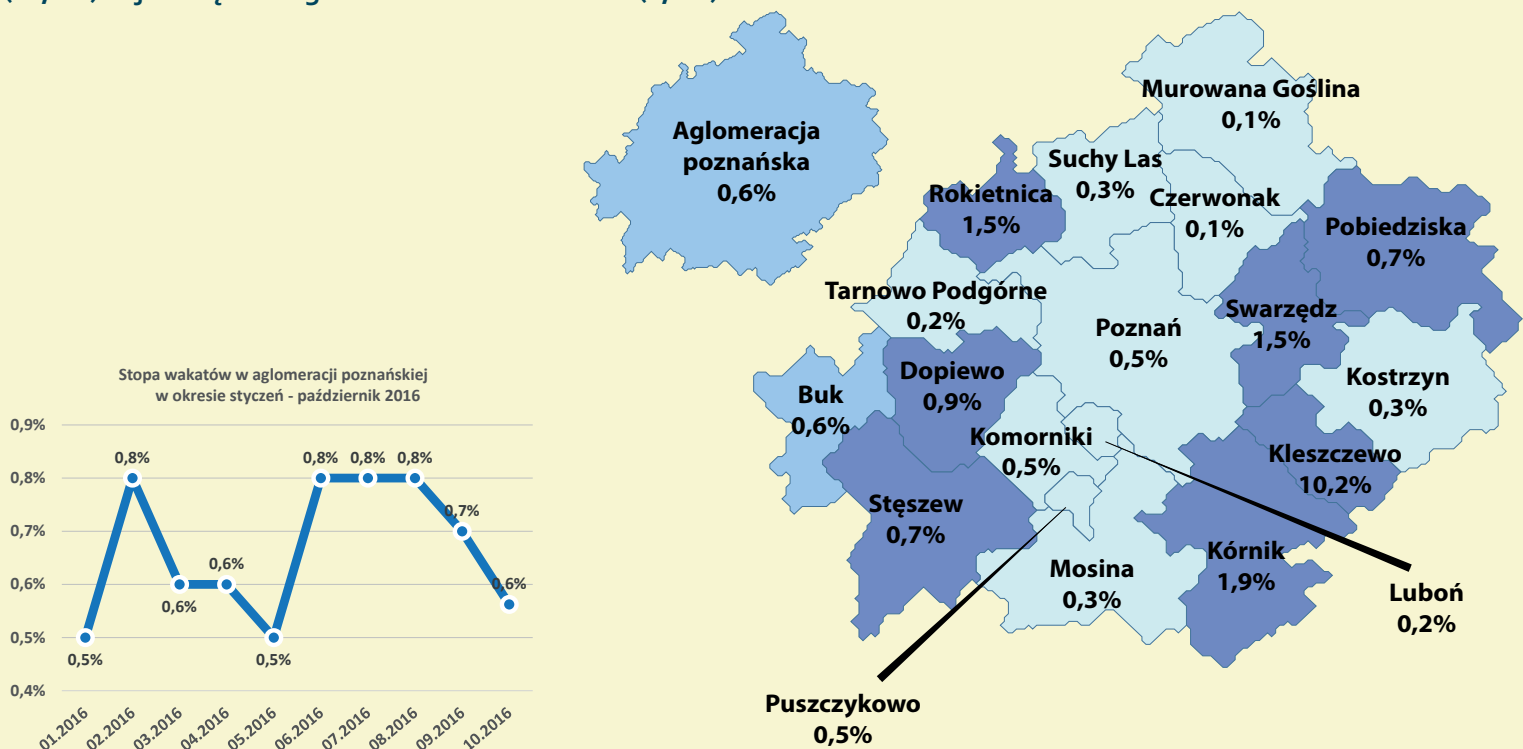 Aglomeracja
poznańska
0,6%
Murowana Goślina
0,1%
Suchy Las
0,3%
Rokietnica
1,5%
Czerwonak
0,1%
Pobiedziska
0,7%
Tarnowo Podgórne
0,2%
Poznań
0,5%
Swarzędz
1,5%
Dopiewo
0,9%
Buk
0,6%
Kostrzyn
0,3%
Komorniki
0,5%
Kleszczewo
10,2%
Stęszew
0,7%
Mosina
0,3%
Kórnik
1,9%
Luboń
0,2%
Puszczykowo
0,5%
Stopa wakatów w aglomeracji poznańskiej
w okresie styczeń - październik 2016
0,9%
0,8%
0,7%
0,6%
0,5%
0,4%
0,5%
0,8%
0,6%
0,6%
0,5%
0,8%
0,8%
0,8%
0,7%
0,6%
01.2016
02.2016
03.2016
04.2016
05.2016
06.2016
07.2016
08.2016
09.2016
10.2016